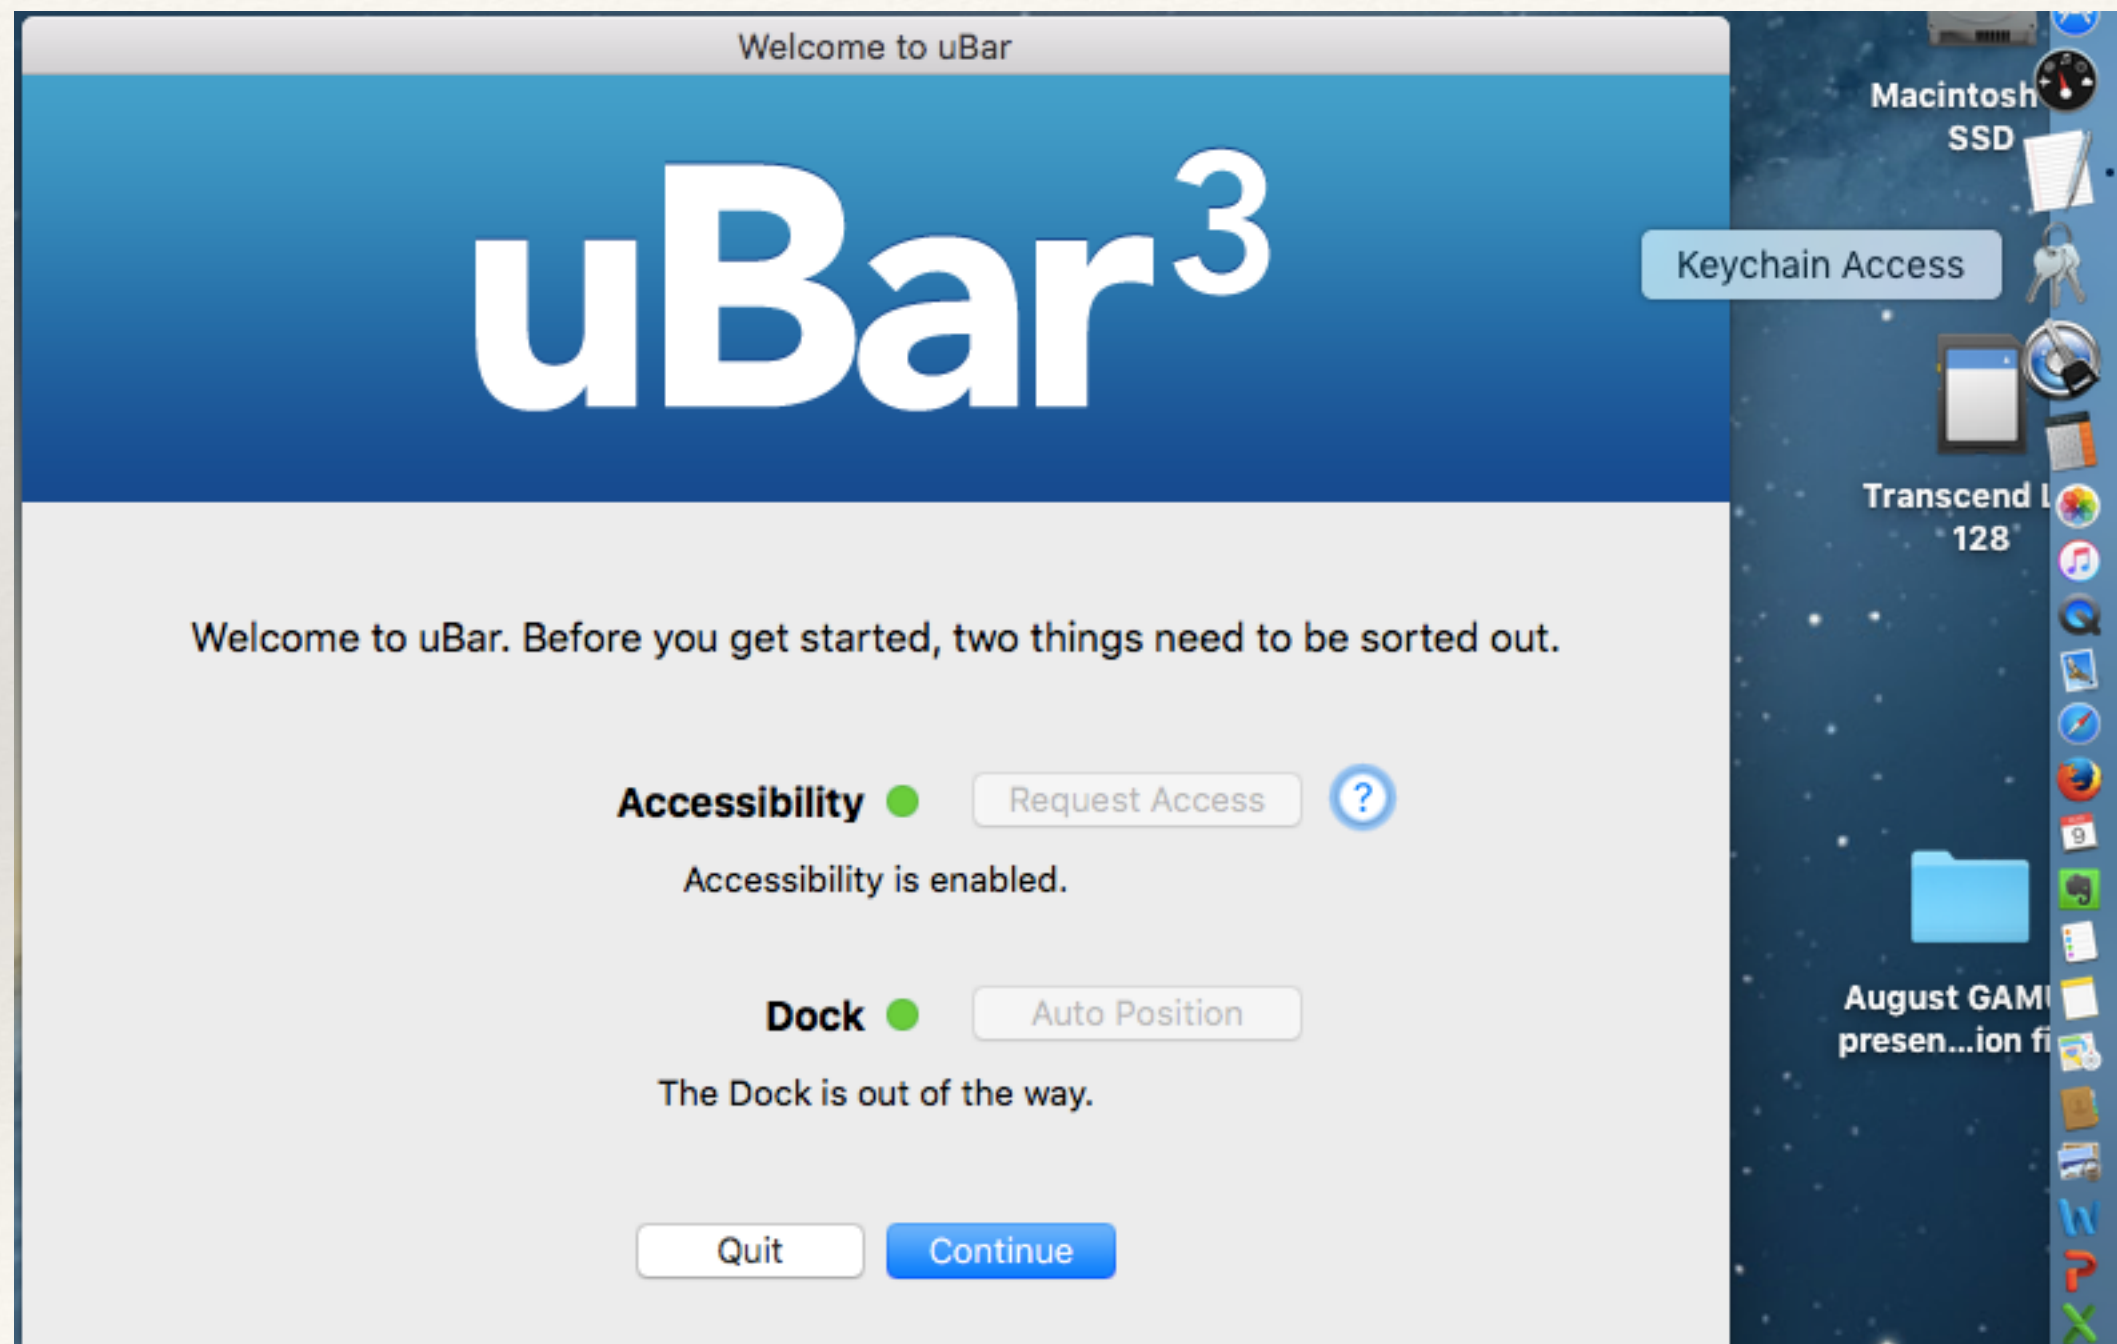 Welcome to uBar
uBar3
Welcome to uBar. Before you get started, two things need to be sorted out.
Accessibility Request Access ?
Accessibility is enabled.
Dock Auto Position
The Dock is out of the way.
Quit Continue
Macintosh
SSD
Keychain Access
Transcend
128
August
presen...ion
9